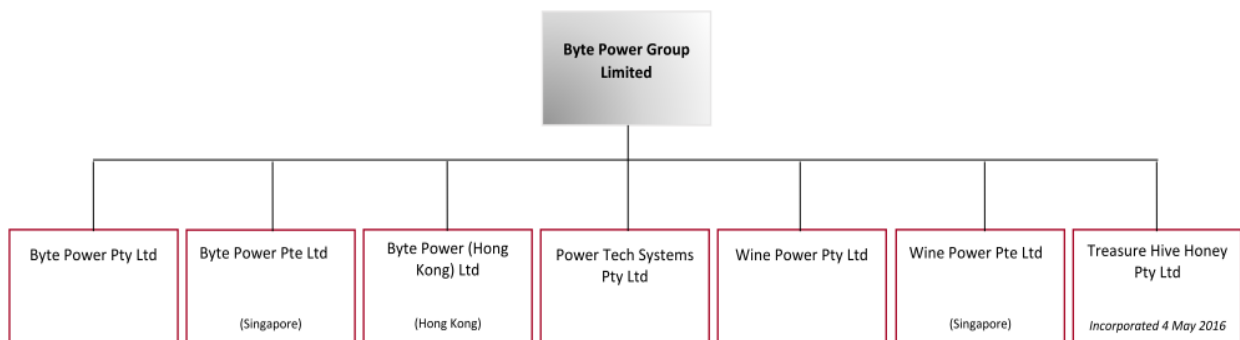 Byte Power Group
Limited
Byte Power Pty Ltd
Byte Power Pte Ltd
(Singapore)
Byte Power (Hong
Kong) Ltd
(Hong Kong)
Power Tech Systems
Pty Ltd
Wine Power Pty Ltd
Wine Power Pte Ltd
(Singapore)
Treasure Hive Honey
Pty Ltd
Incorporated 4 May 2016